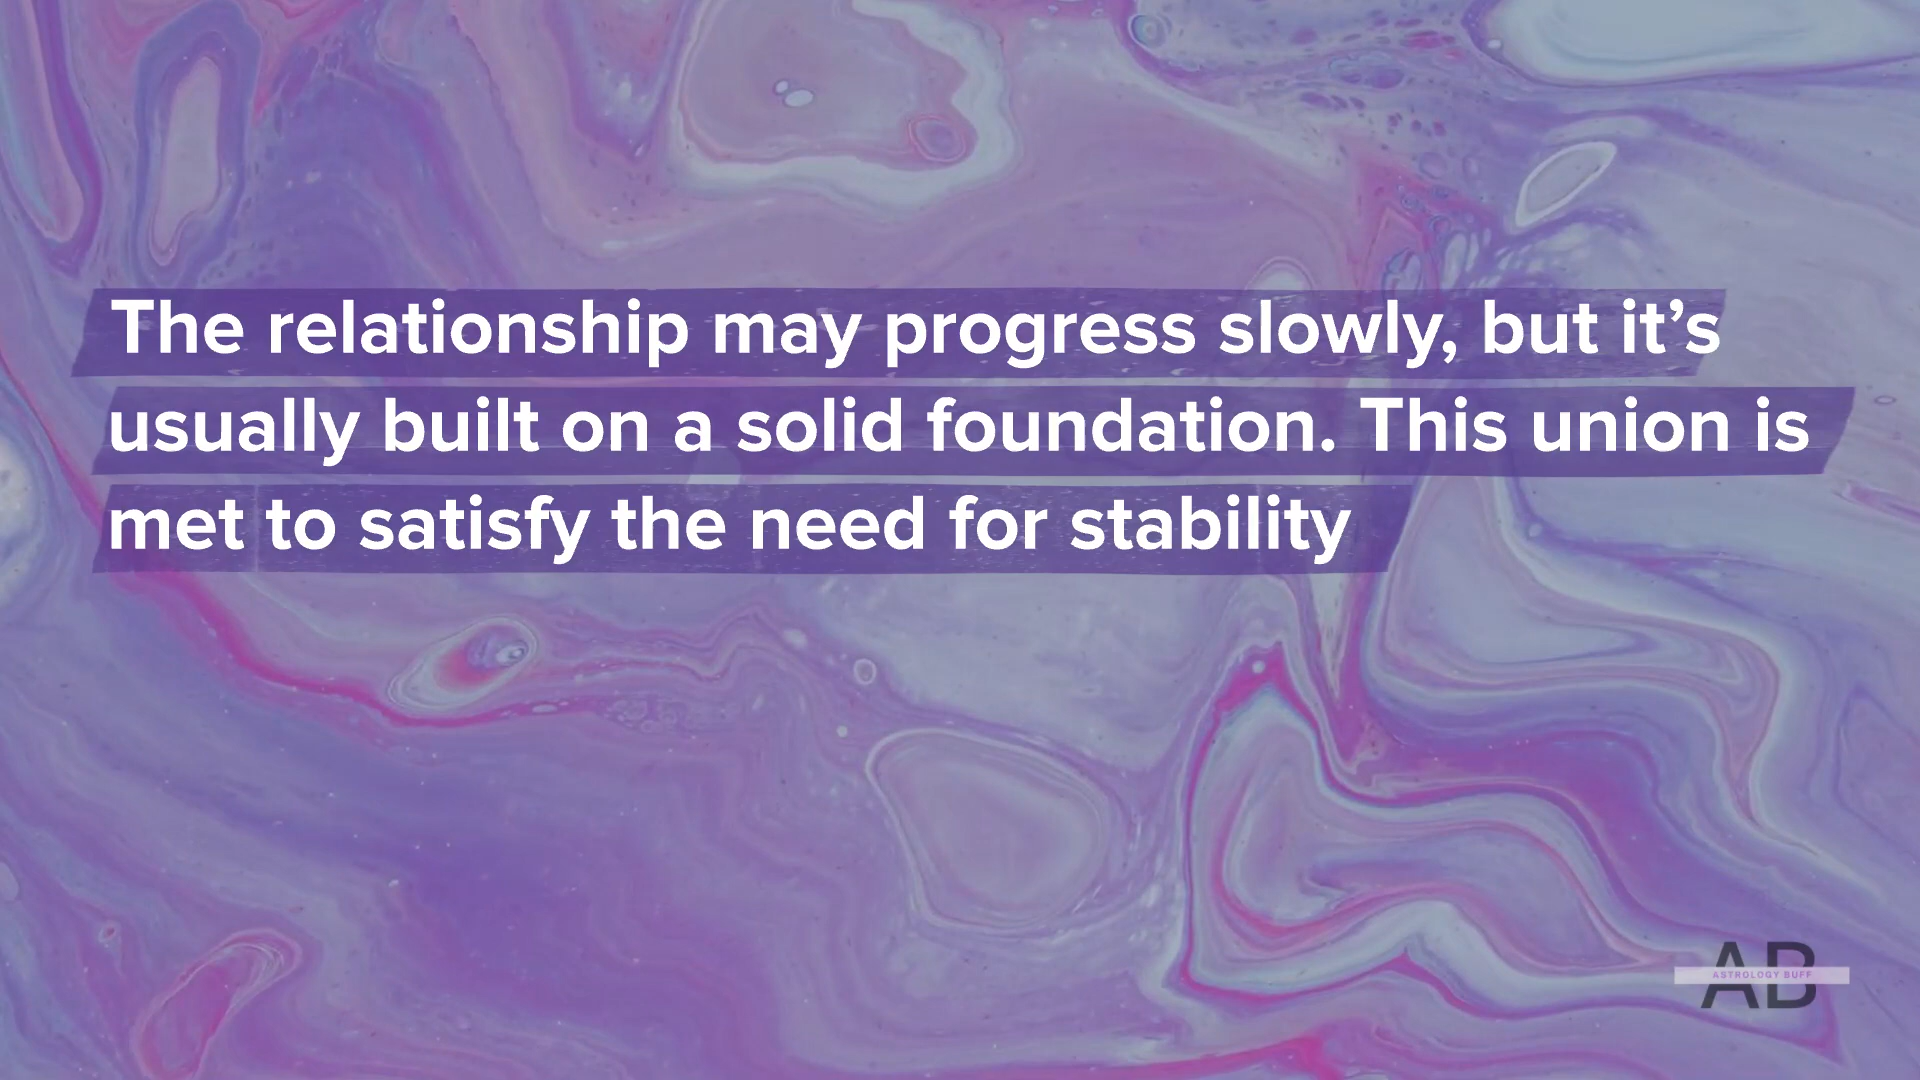 The relationship may progress slowly, but it’s
usually built on a solid foundation. This union is
met to satisfy the need for stability
AB
ASTROLOGY BUFF